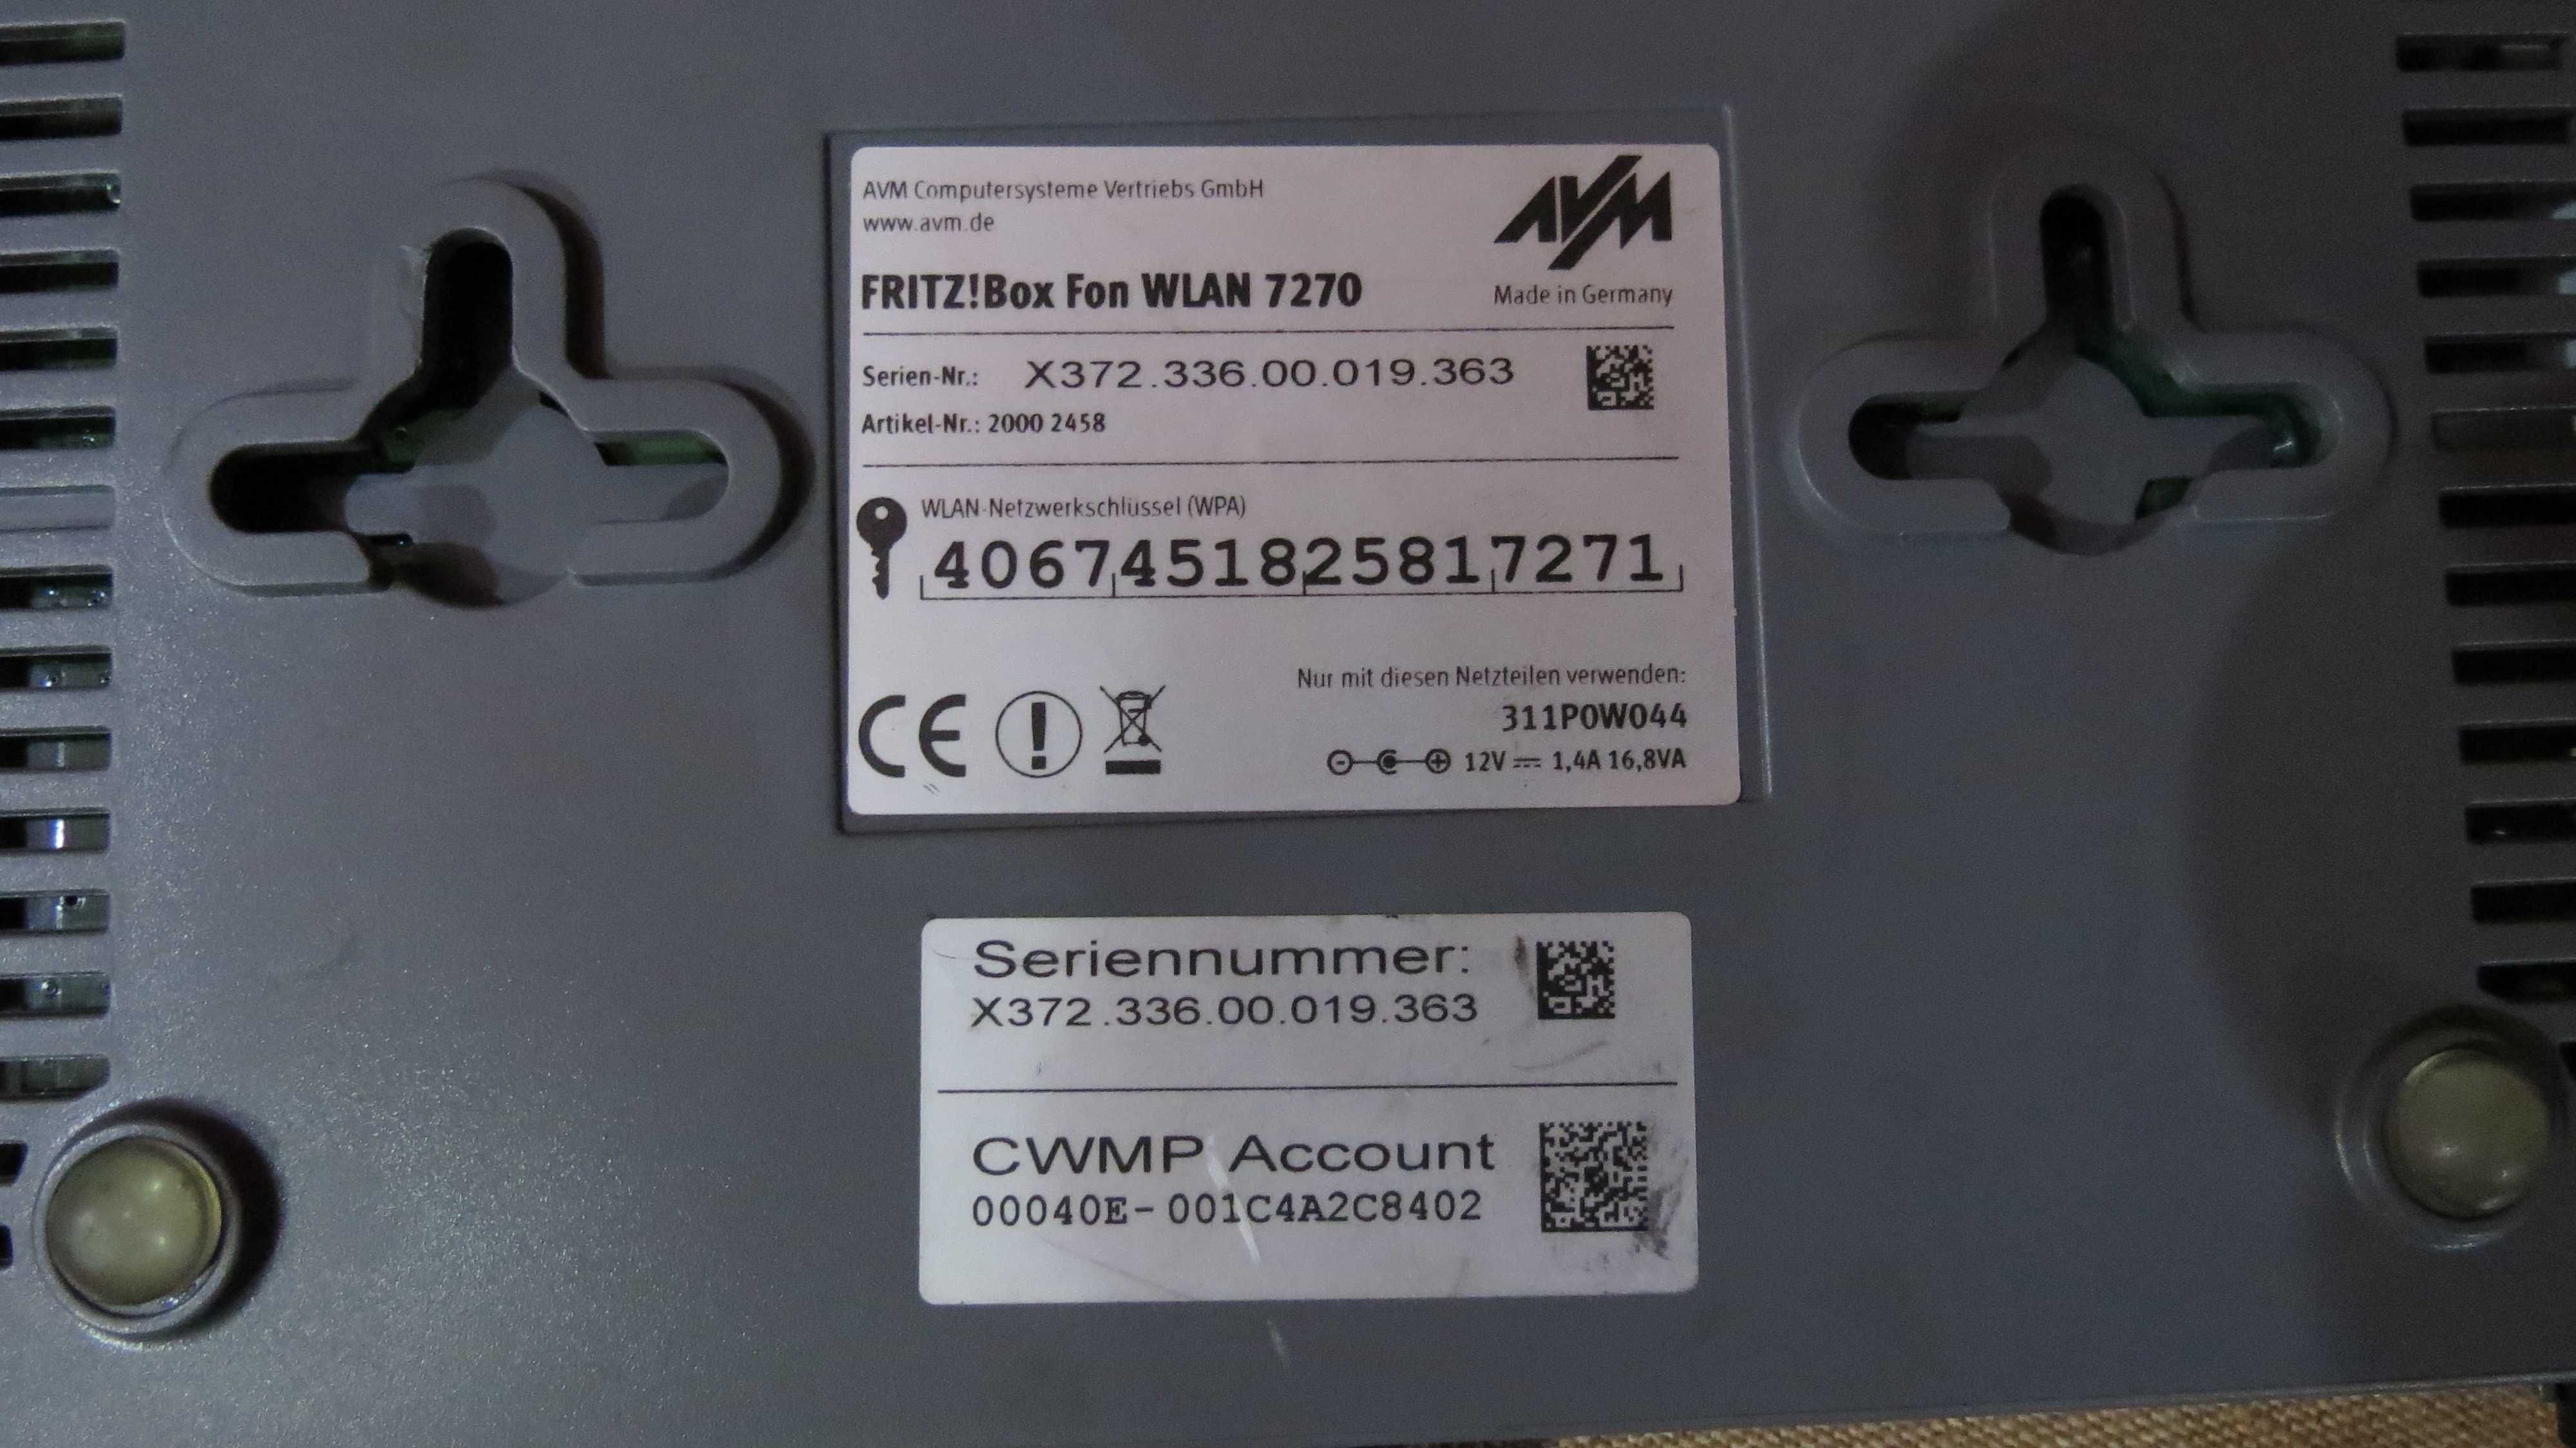 AVM Computersysteme Vertriebs GmbH
www.avm.de
AVM
FRITZ!Box Fon WLAN 7270
Made in Germany
Serien-Nr.: X372.336.00.019.363
Artikel-Nr.: 2000 2458
WLAN-Netzwerkschlüssel (WPA)
4067451825817271
CE
Nur mit diesen Netzteilen verwenden:
311P0W044
12V 1,4A 16,8VA
Seriennummer:
X372.336.00.019.363
CWMP Account
00040E-001C4A2C8402